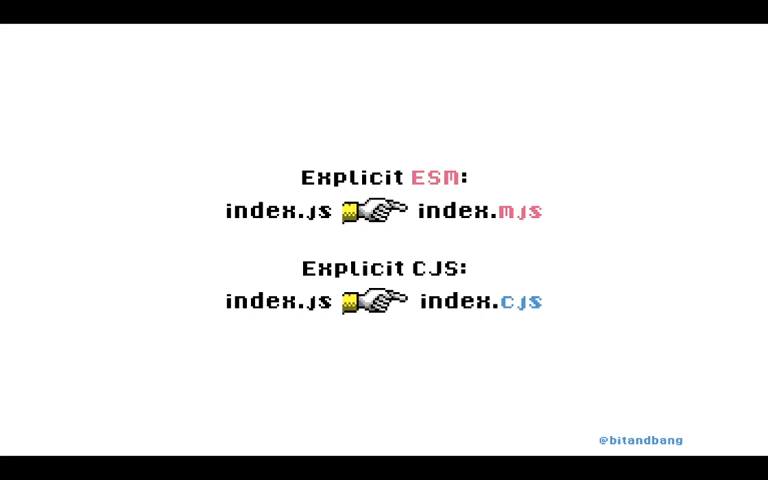 Explicit ESM:
index.js index.mjs
Explicit CJS:
index.js index.cjs
@bitandbang